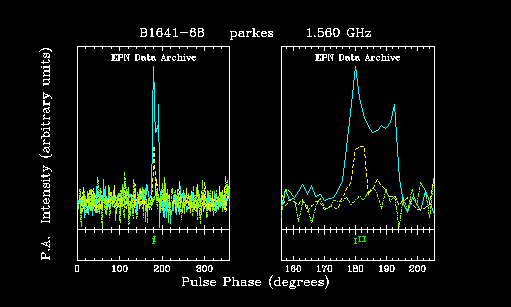 B1641-68 parkes 1.560 GHz
EPN Data Archive EPN Data Archive
P.A. Intensity (arbitrary units)
0 100 200 300 160 170 180 190 200
Pulse Phase (degrees)